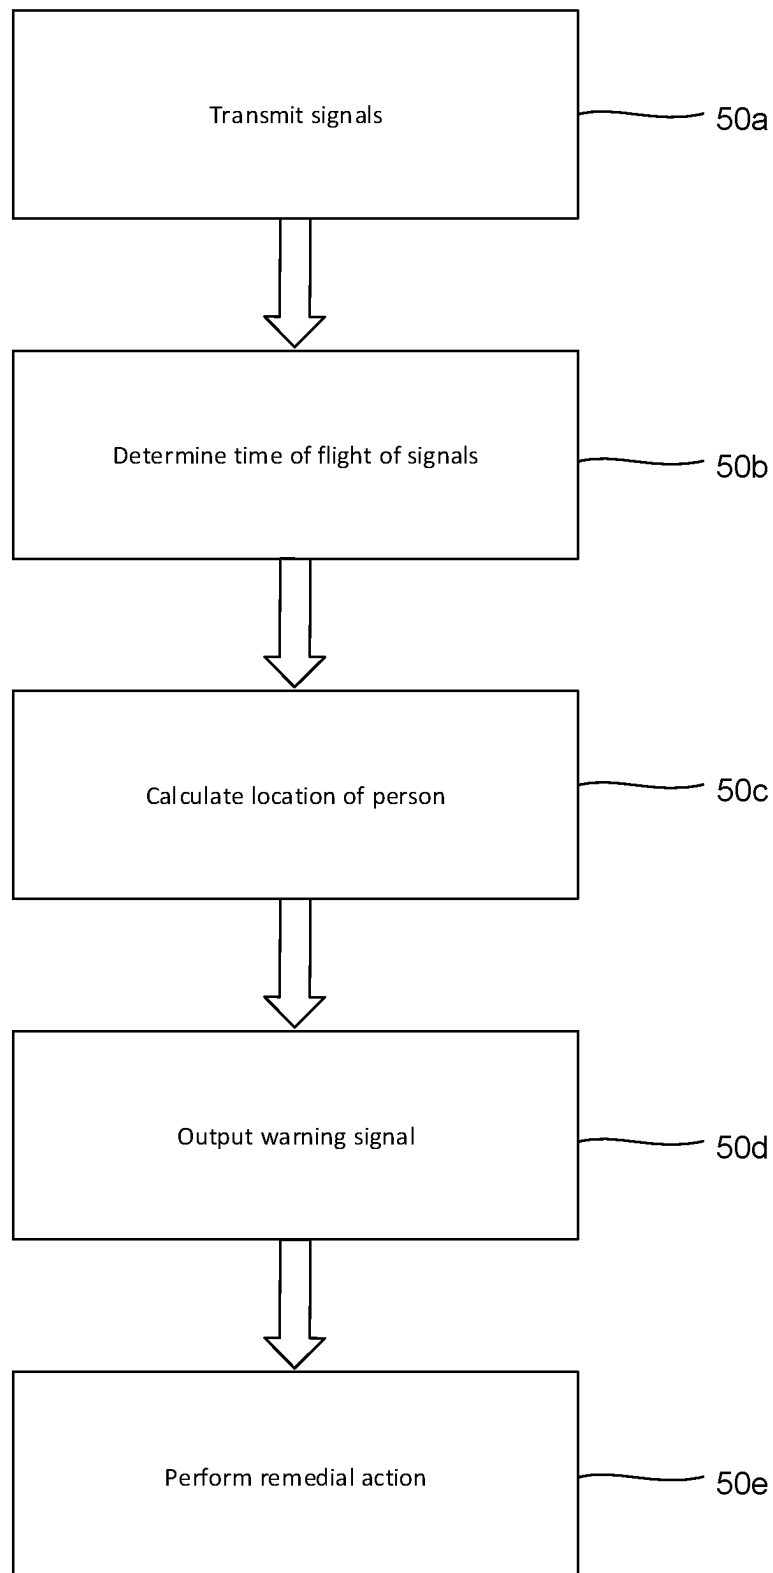 Transmit signals
50a
Determine time of flight of signals
50b
Calculate location of person
50c
Output warning signal
50d
Perform remedial action
50e